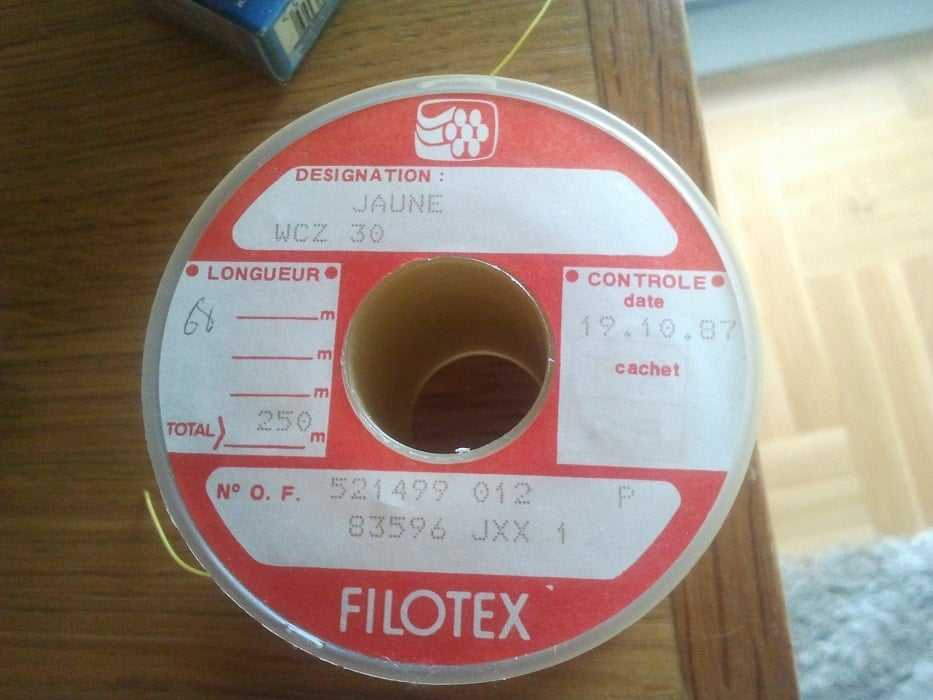 DESIGNATION :
JAUNE
WCZ 30
LONGUEUR
m
m
m
TOTAL) 250 m
CONTROLE
date
19.10.87
cachet
N° O. F. 521499 012 P
83596 JXX 1
FILOTEX